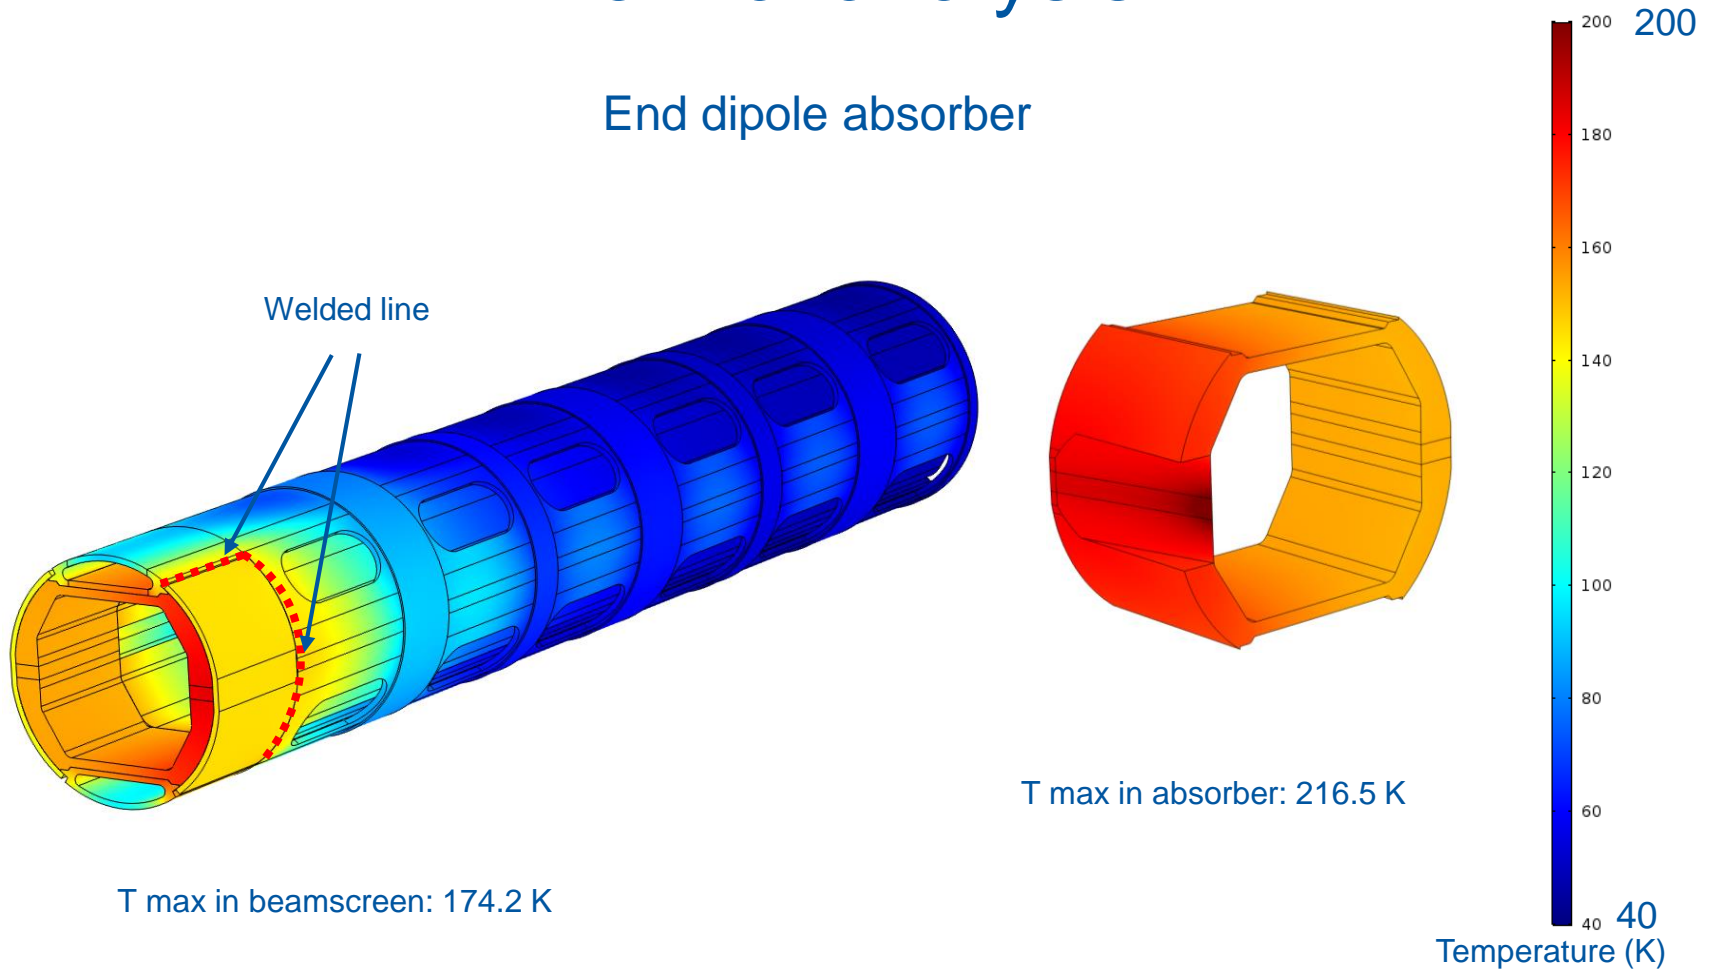 End dipole absorber
Welded line
T max in absorber: 216.5 K
T max in beamscreen: 174.2 K
200 200
180
160
140
120
100
80
60
40 40
Temperature (K)